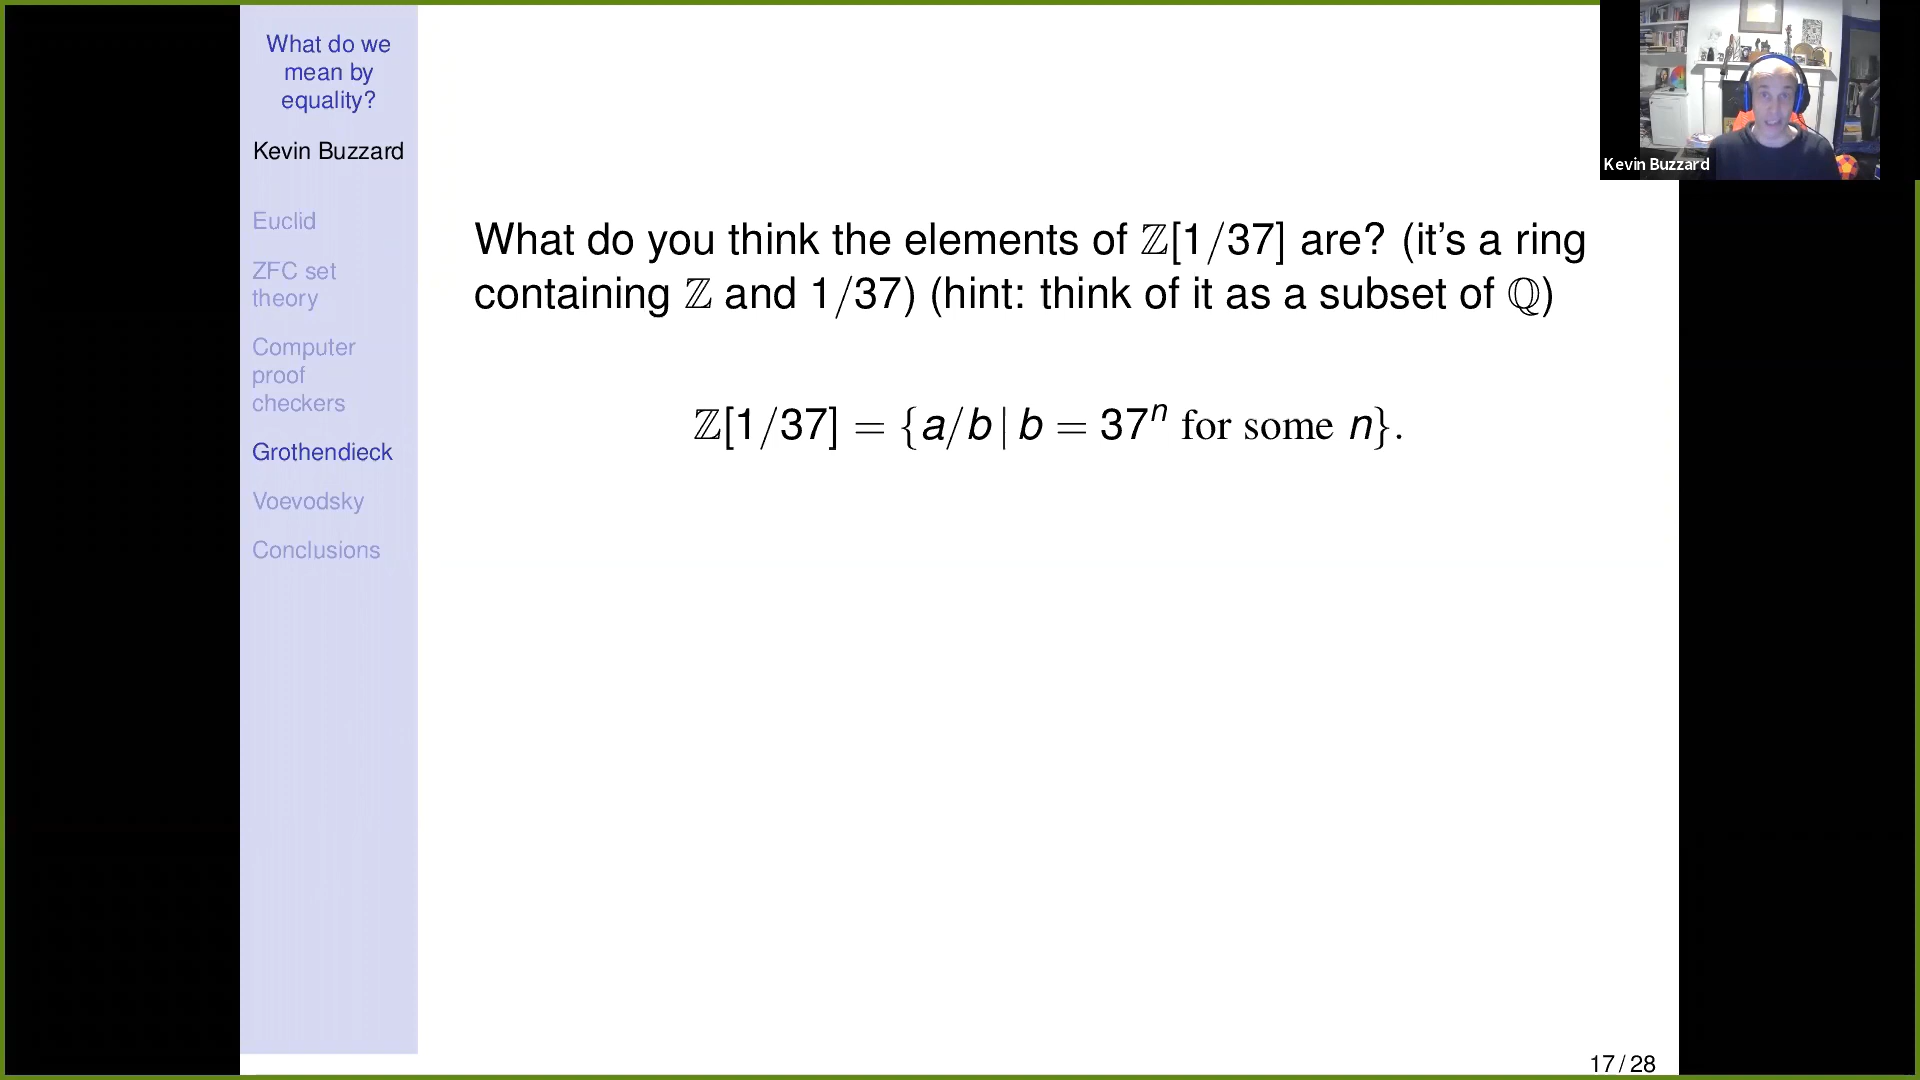 What do we
mean by
equality?
Kevin Buzzard
Euclid
ZFC set
theory
Computer
proof
checkers
Grothendieck
Voevodsky
Conclusions
What do you think the elements of ℤ[1/37] are? (it's a ring
containing ℤ and 1/37) (hint: think of it as a subset of ℚ)
ℤ[1/37] = {a/b | b = 37ⁿ for some n}.
17 / 28
Kevin Buzzard